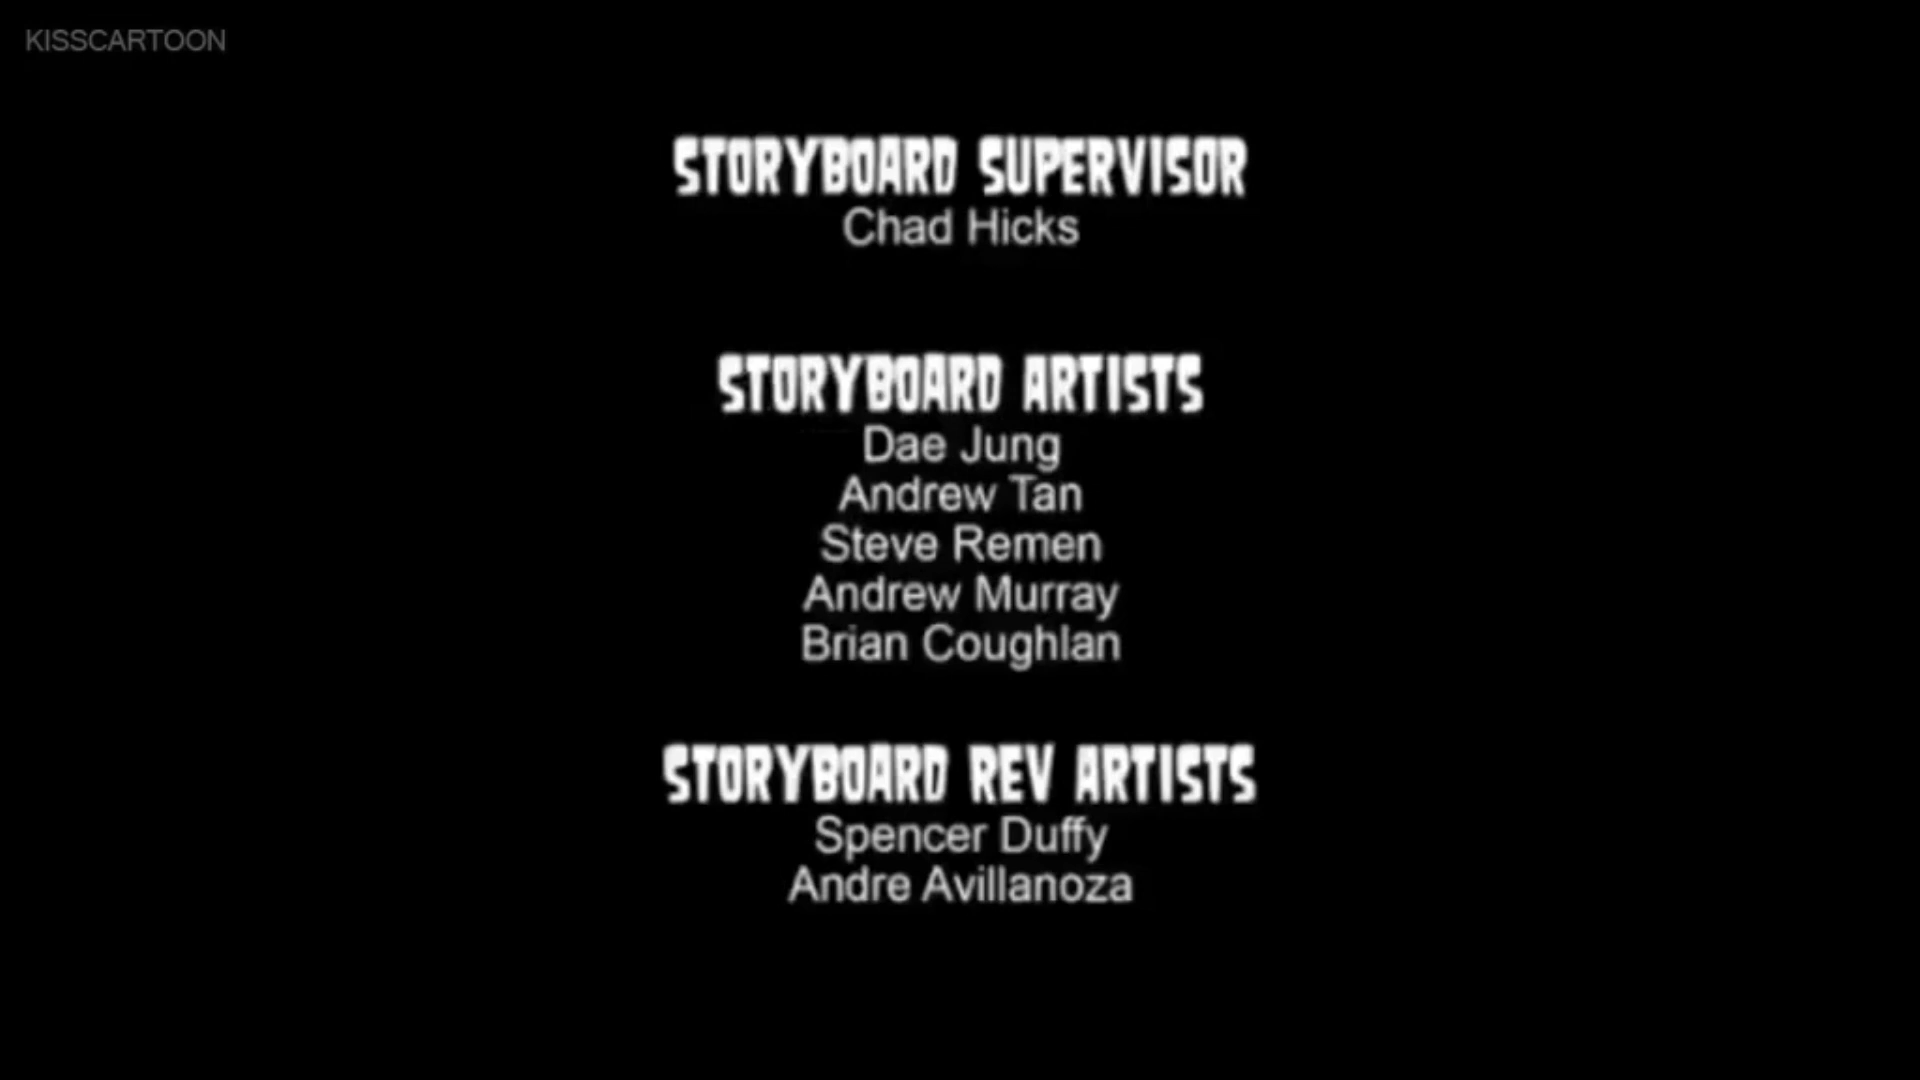 KISSCARTOON
STORYBOARD SUPERVISOR
Chad Hicks
STORYBOARD ARTISTS
Dae Jung
Andrew Tan
Steve Remen
Andrew Murray
Brian Coughlan
STORYBOARD REV ARTISTS
Spencer Duffy
Andre Avillanoza